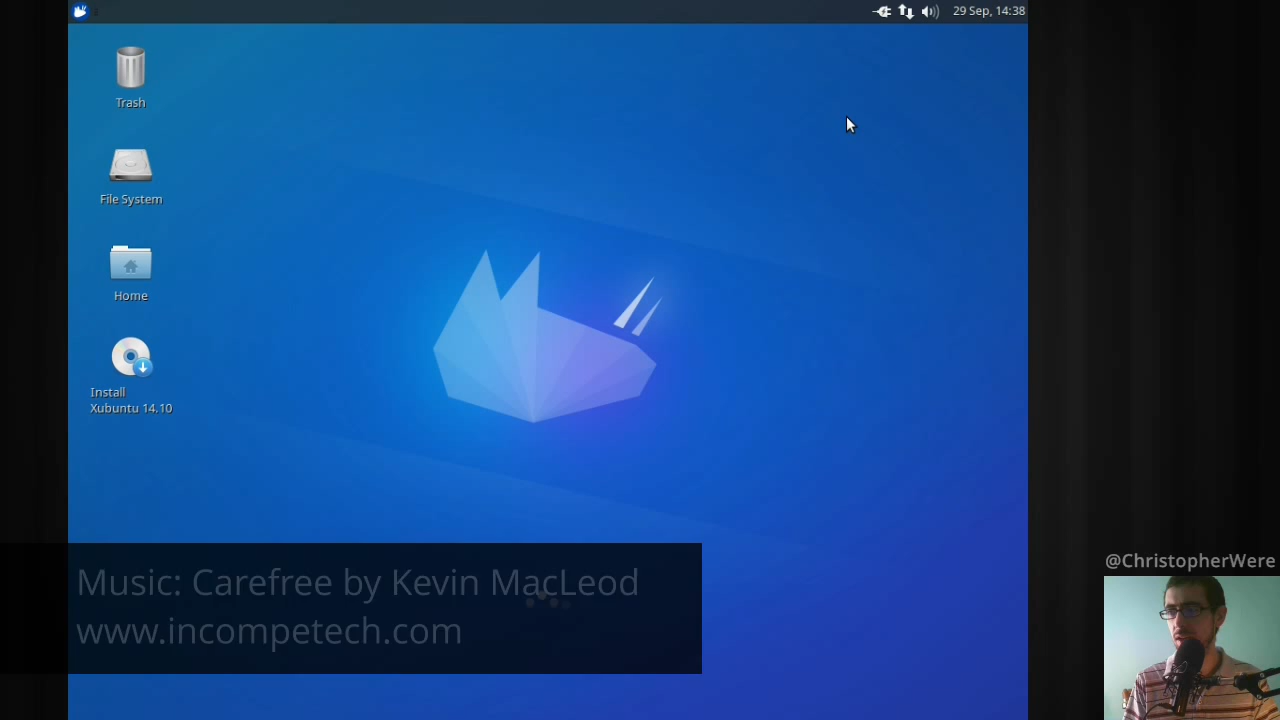 29 Sep, 14:38
Trash
File System
Home
Install
Xubuntu 14.10
Music: Carefree by Kevin MacLeod
www.incompetech.com
@ChristopherWere